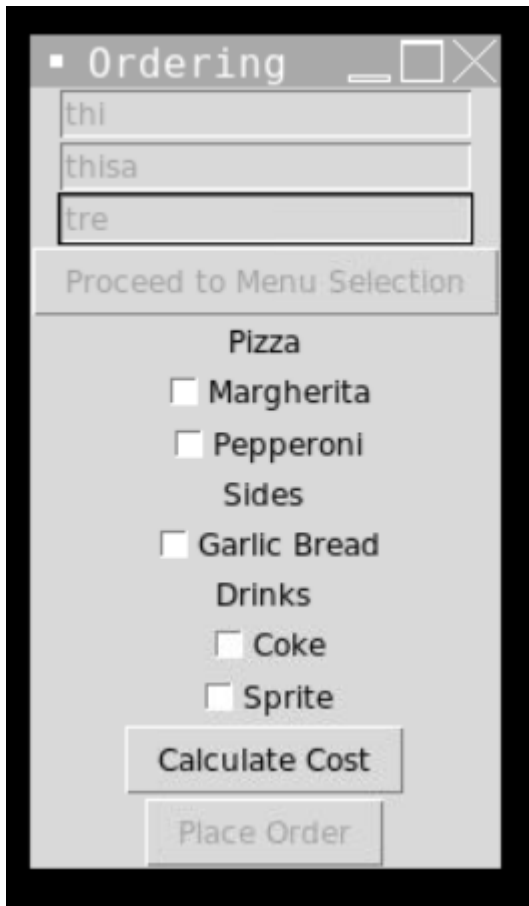 Ordering
thi
thisa
tre
Proceed to Menu Selection
Pizza
Margherita
Pepperoni
Sides
Garlic Bread
Drinks
Coke
Sprite
Calculate Cost
Place Order